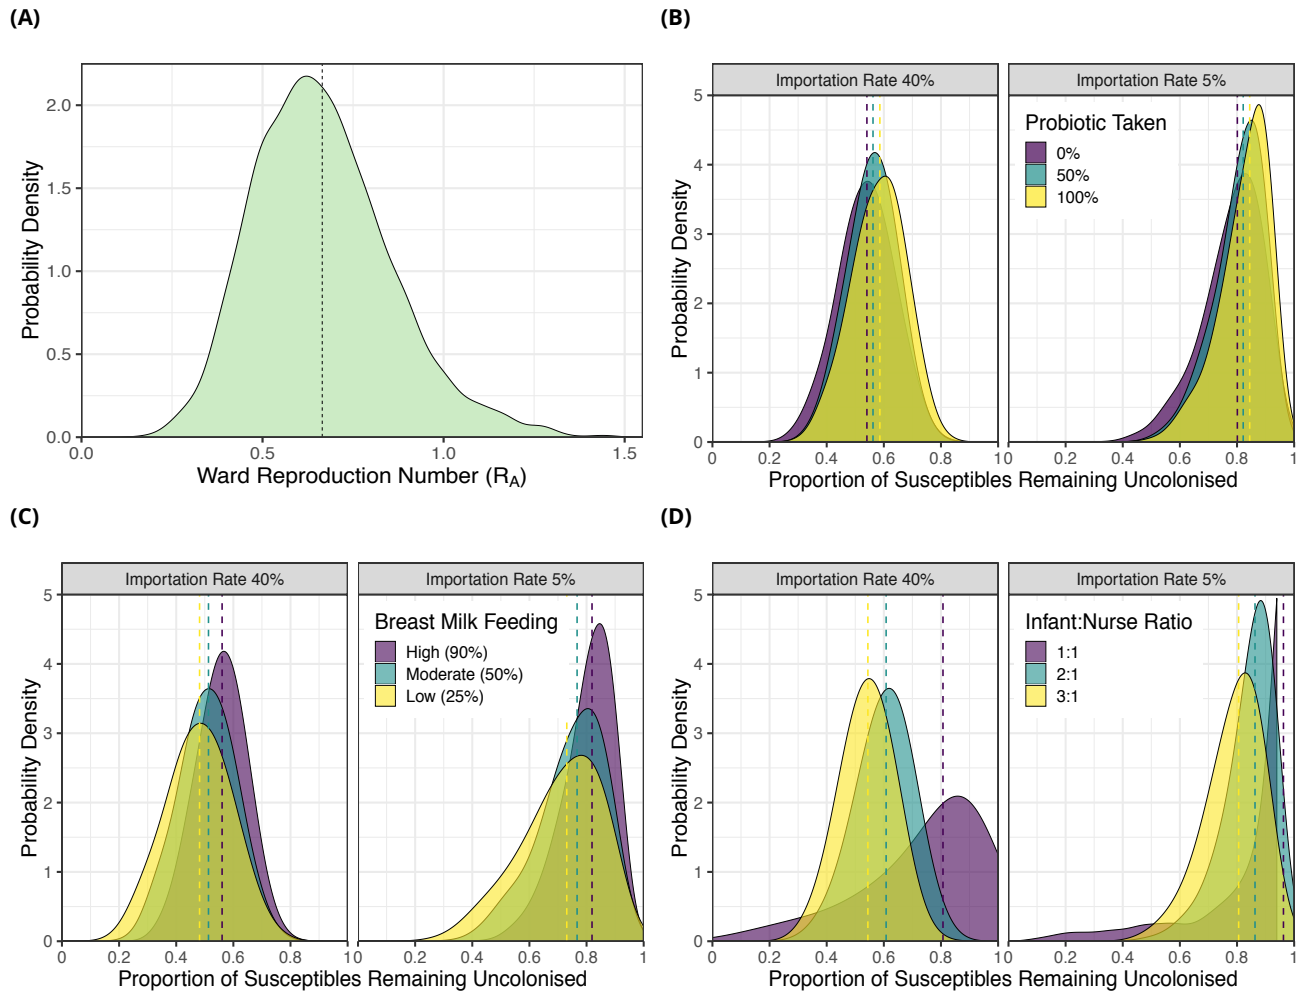 (A)
2.0
1.5
1.0
0.5
0.0
0.0 0.5 1.0 1.5
Probability Density
Ward Reproduction Number (RA)
(B)
Importation Rate 40% Importation Rate 5%
Probiotic Taken
0%
50%
100%
5
4
3
2
1
0
0 0.2 0.4 0.6 0.8 10 0.2 0.4 0.6 0.8 1
Probability Density
Proportion of Susceptibles Remaining Uncolonised
(C)
Importation Rate 40% Importation Rate 5%
Breast Milk Feeding
High (90%)
Moderate (50%)
Low (25%)
5
4
3
2
1
0
0 0.2 0.4 0.6 0.8 10 0.2 0.4 0.6 0.8 1
Probability Density
Proportion of Susceptibles Remaining Uncolonised
(D)
Importation Rate 40% Importation Rate 5%
Infant:Nurse Ratio
1:1
2:1
3:1
5
4
3
2
1
0
0 0.2 0.4 0.6 0.8 10 0.2 0.4 0.6 0.8 1
Probability Density
Proportion of Susceptibles Remaining Uncolonised